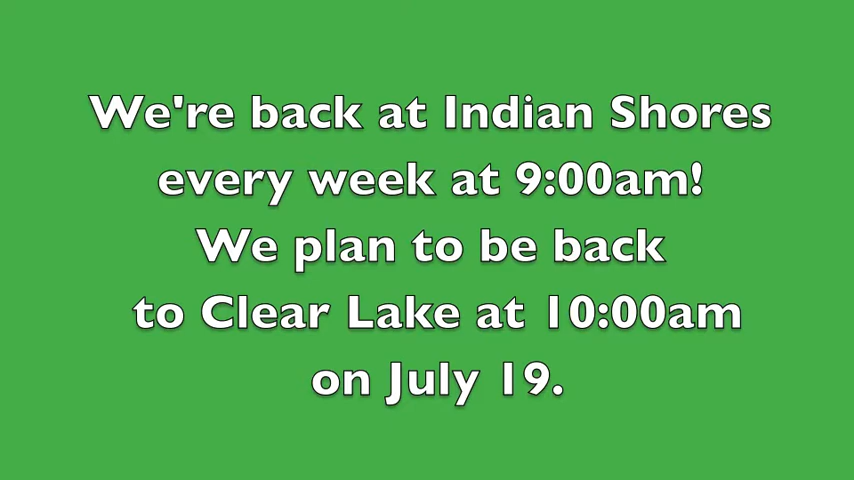 We're back at Indian Shores
every week at 9:00am!
We plan to be back
to Clear Lake at 10:00am
on July 19.